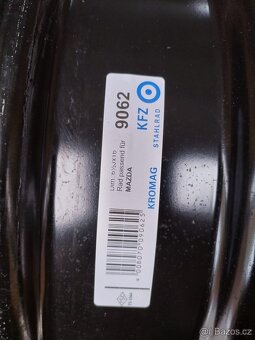 9062
KFZ
STAHLRAD
Rad passend für
MAZDA
KROMAG
bazos.cz